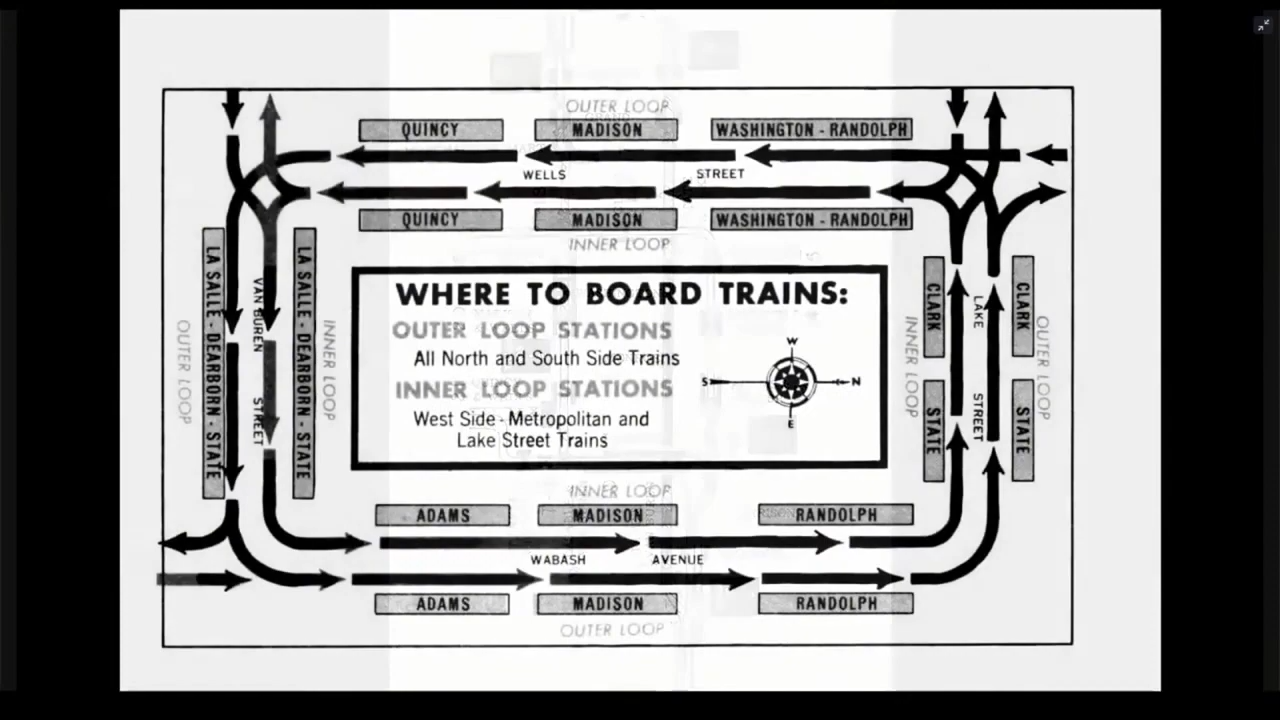 OUTER LOOP
QUINCY
MADISON
WASHINGTON - RANDOLPH
WELLS STREET
QUINCY
MADISON
WASHINGTON - RANDOLPH
INNER LOOP
OUTER LOOP
LA SALLE - DEARBORN - STATE
VAN BUREN STREET
LA SALLE - DEARBORN - STATE
INNER LOOP
WHERE TO BOARD TRAINS:
OUTER LOOP STATIONS
All North and South Side Trains
INNER LOOP STATIONS
West Side - Metropolitan and
Lake Street Trains
W
S N
E
INNER LOOP
CLARK
STATE
LAKE STREET
CLARK
STATE
OUTER LOOP
INNER LOOP
ADAMS
MADISON
RANDOLPH
WABASH AVENUE
ADAMS
MADISON
RANDOLPH
OUTER LOOP